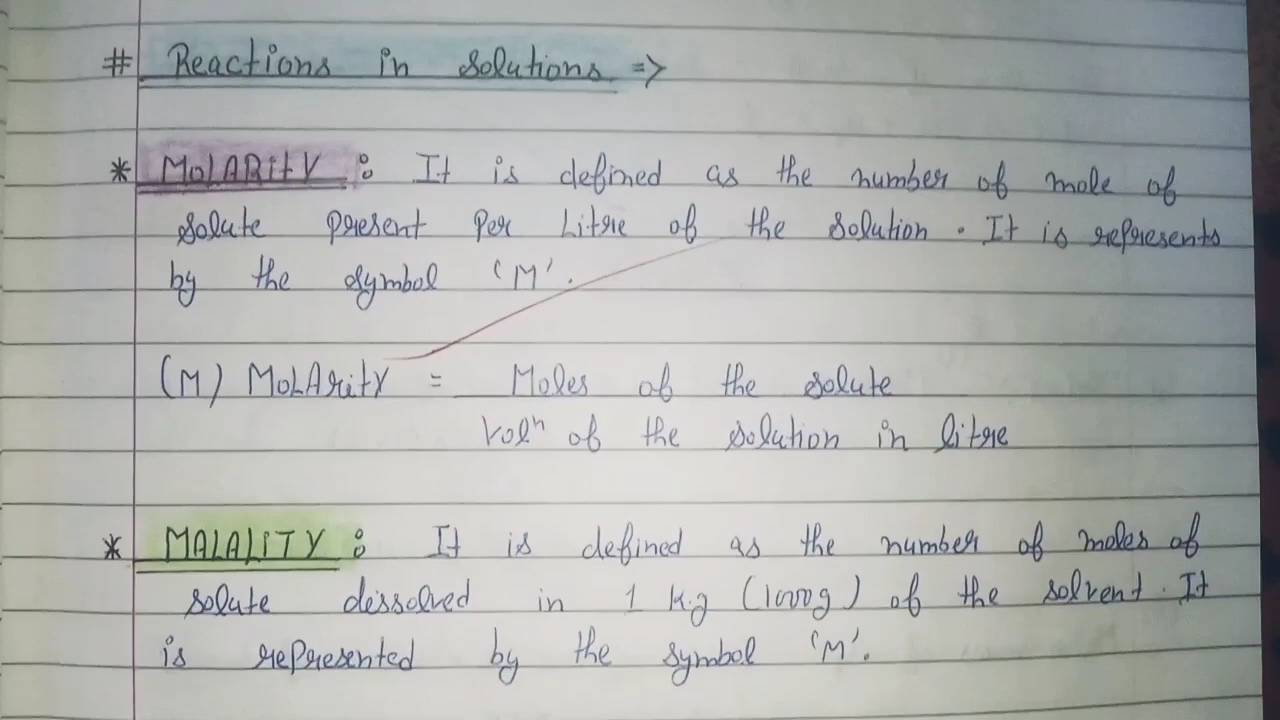 # Reactions in solutions =>
* MOLARITY : It is defined as the number of mole of
solute present per Litre of the solution. It is represents
by the symbol 'M'.
(M) MOLARITY = Moles of the solute
Volⁿ of the solution in litre
* MALALITY : It is defined as the number of moles of
solute dissolved in 1 kg (1000g) of the solvent. It
is represented by the symbol 'M'.